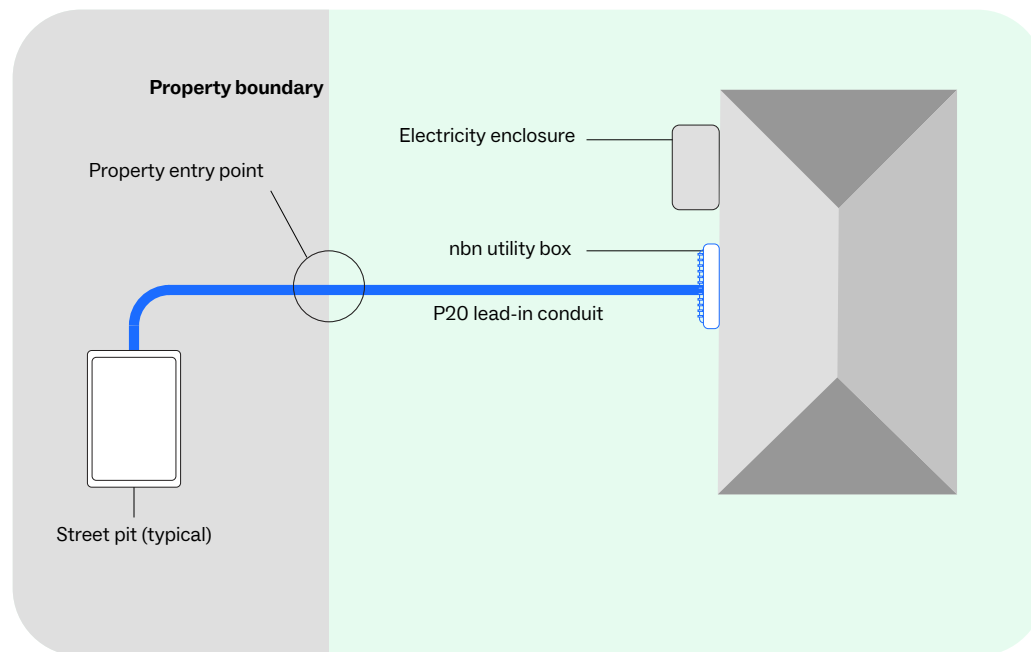 Property boundary
Electricity enclosure
Property entry point
nbn utility box
P20 lead-in conduit
Street pit (typical)